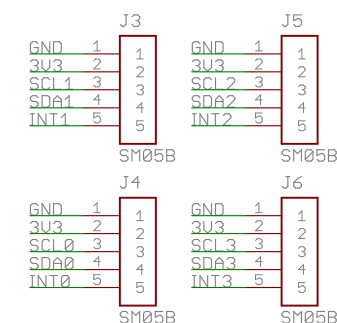 J3
GND 1 1
3V3 2 2
SCL1 3 3
SDA1 4 4
INT1 5 5
SM05B
J5
GND 1 1
3V3 2 2
SCL2 3 3
SDA2 4 4
INT2 5 5
SM05B
J4
GND 1 1
3V3 2 2
SCL0 3 3
SDA0 4 4
INT0 5 5
SM05B
J6
GND 1 1
3V3 2 2
SCL3 3 3
SDA3 4 4
INT3 5 5
SM05B